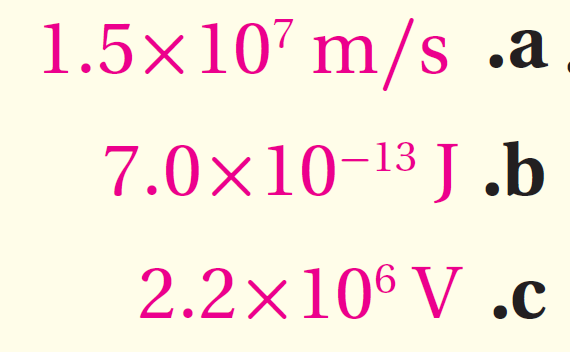 .a 1.5×10⁷ m/s
.b 7.0×10⁻¹³ J
.c 2.2×10⁶ V